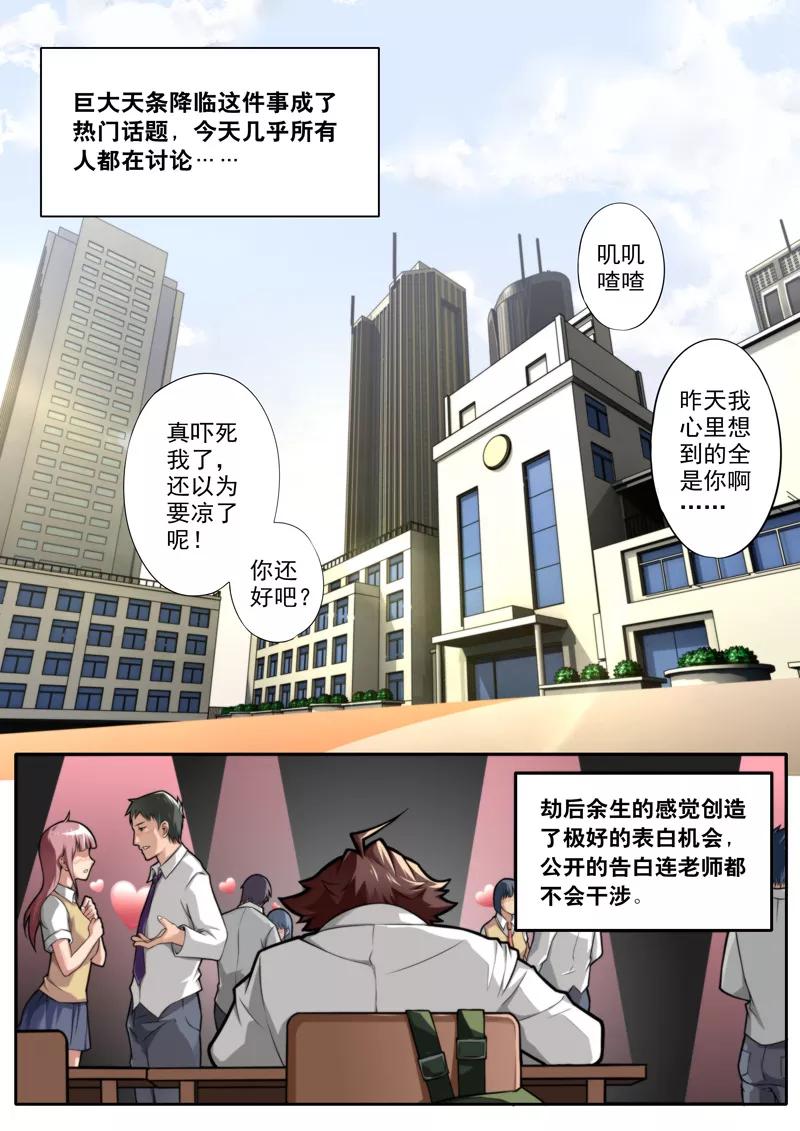 巨大天条降临这件事成了
热门话题，今天几乎所有
人都在讨论……
叽叽
喳喳
昨天我
心里想
到的全
是你啊
……
真吓死
我了，
还以为
要凉了
呢！
你还
好吧？
劫后余生的感觉创造
了极好的表白机会，
公开的告白连老师都
不会干涉。